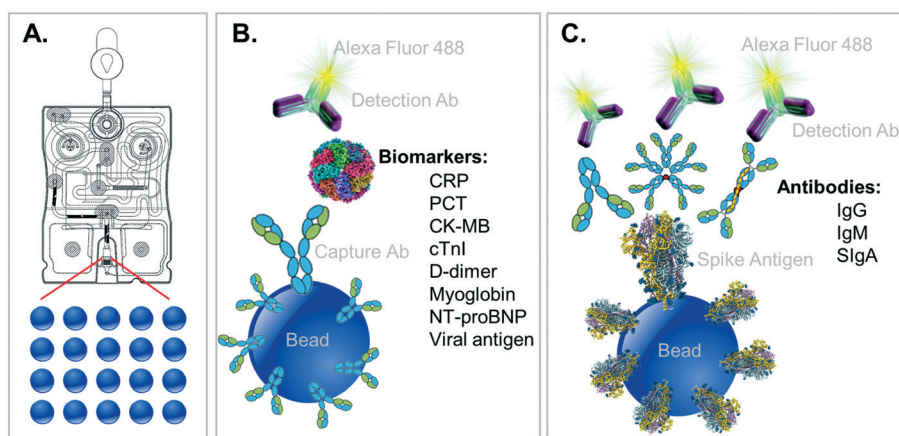 A.
B.
Alexa Fluor 488
Detection Ab
Biomarkers:
CRP
PCT
CK-MB
cTnI
D-dimer
Myoglobin
NT-proBNP
Viral antigen
Capture Ab
Bead
C.
Alexa Fluor 488
Detection Ab
Antibodies:
IgG
IgM
SIgA
Spike Antigen
Bead